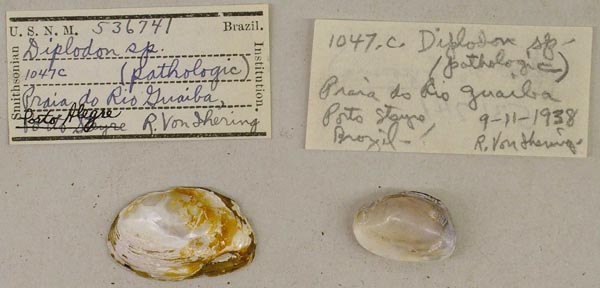 U. S. N. M. 536741 Brazil.
Smithsonian
Institution.
Diplodon sp.
1047c (pathologic)
Praia do Rio Guaiba,
Porto Alegre
R. Von Ihering
1047.c. Diplodon sp-
(pathologic)
Praia do Rio guaiba
Porto
9-11-1938
Brazil-
R. Von Ihering-